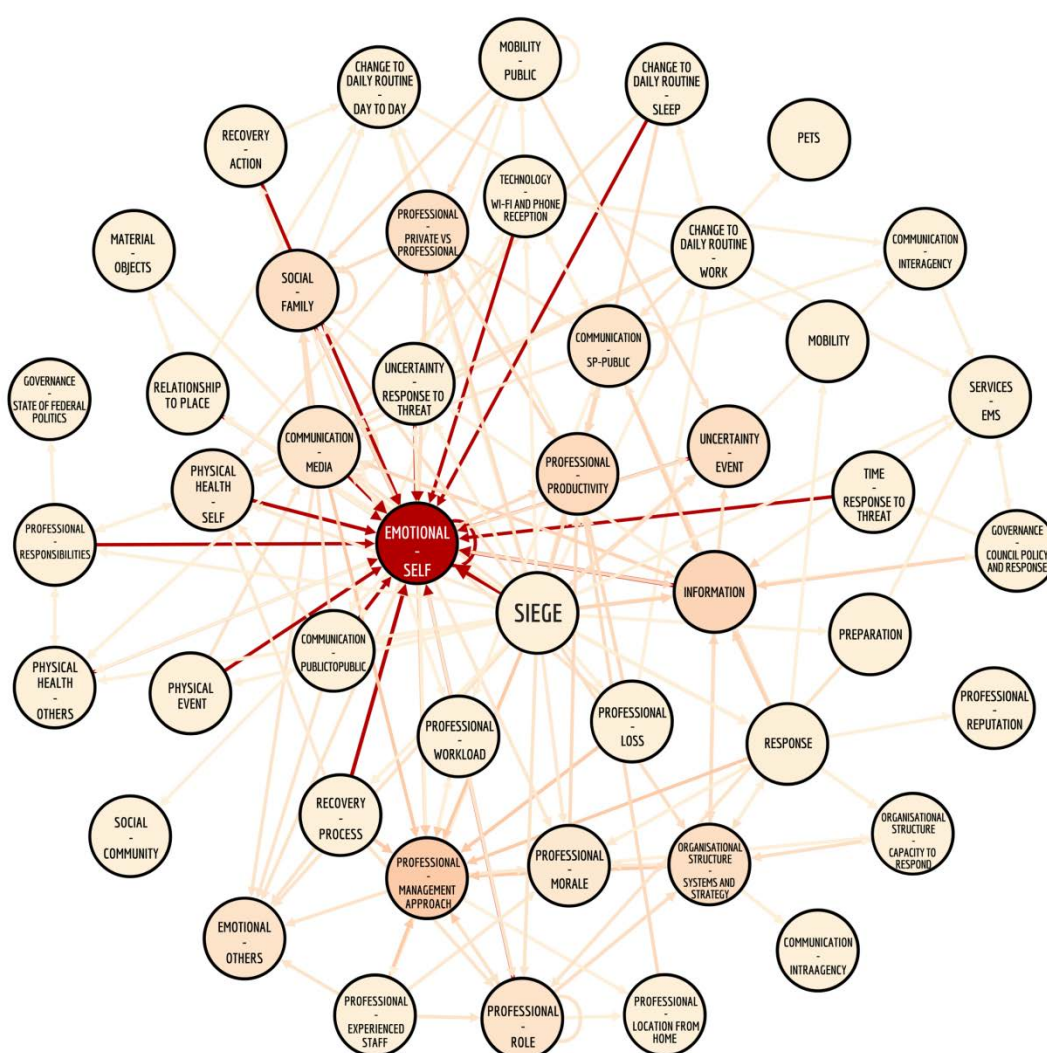 MOBILITY
-
PUBLIC
CHANGE TO
DAILY ROUTINE
-
DAY TO DAY
CHANGE TO
DAILY ROUTINE
-
SLEEP
RECOVERY
-
ACTION
PETS
TECHNOLOGY
-
WI-FI AND PHONE
RECEPTION
PROFESSIONAL
-
PRIVATE VS
PROFESSIONAL
MATERIAL
-
OBJECTS
CHANGE TO
DAILY ROUTINE
-
WORK
COMMUNICATION
-
INTERAGENCY
SOCIAL
-
FAMILY
COMMUNICATION
-
SP-PUBLIC
MOBILITY
GOVERNANCE
-
STATE OF FEDERAL
POLITICS
RELATIONSHIP
TO PLACE
UNCERTAINTY
-
RESPONSE TO
THREAT
SERVICES
-
EMS
COMMUNICATION
-
MEDIA
UNCERTAINTY
-
EVENT
PROFESSIONAL
-
PRODUCTIVITY
PHYSICAL
HEALTH
-
SELF
TIME
-
RESPONSE TO
THREAT
PROFESSIONAL
-
RESPONSIBILITIES
EMOTIONAL
-
SELF
GOVERNANCE
-
COUNCIL POLICY
AND RESPONSE
INFORMATION
SIEGE
PREPARATION
COMMUNICATION
-
PUBLICTOPUBLIC
PHYSICAL
HEALTH
-
OTHERS
PHYSICAL
EVENT
PROFESSIONAL
-
REPUTATION
PROFESSIONAL
-
WORKLOAD
PROFESSIONAL
-
LOSS
RESPONSE
RECOVERY
-
PROCESS
SOCIAL
-
COMMUNITY
ORGANISATIONAL
STRUCTURE
-
CAPACITY TO
RESPOND
PROFESSIONAL
-
MANAGEMENT
APPROACH
PROFESSIONAL
-
MORALE
ORGANISATIONAL
STRUCTURE
-
SYSTEMS AND
STRATEGY
EMOTIONAL
-
OTHERS
COMMUNICATION
-
INTRAAGENCY
PROFESSIONAL
-
EXPERIENCED
STAFF
PROFESSIONAL
-
ROLE
PROFESSIONAL
-
LOCATION FROM
HOME